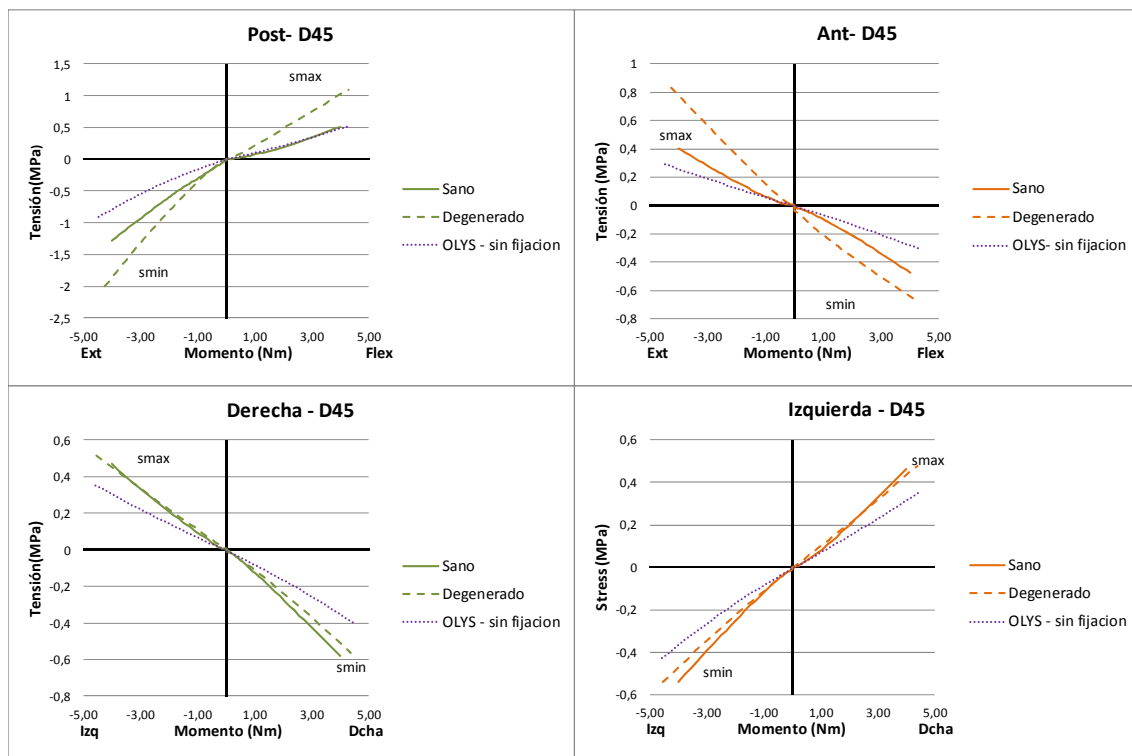 Post- D45
smax
1,5
1
0,5
0
-0,5
-1
-1,5
-2
-2,5
Tensión(MPa)
smin
-5,00 -3,00 -1,00 1,00 3,00 5,00
Ext Momento (Nm) Flex
Sano
Degenerado
OLYS - sin fijacion
Ant- D45
smax
1
0,8
0,6
0,4
0,2
0
-0,2
-0,4
-0,6
-0,8
Tensión (MPa)
smin
-5,00 -3,00 -1,00 1,00 3,00 5,00
Ext Momento (Nm) Flex
Sano
Degenerado
OLYS- sin fijacion
Derecha - D45
smax
0,6
0,4
0,2
0
-0,2
-0,4
-0,6
-0,8
Tensión(MPa)
smin
-5,00 -3,00 -1,00 1,00 3,00 5,00
Izq Momento (Nm) Dcha
Sano
Degenerado
OLYS - sin fijacion
Izquierda - D45
smax
0,6
0,4
0,2
0
-0,2
-0,4
-0,6
Stress (MPa)
smin
-5,00 -3,00 -1,00 1,00 3,00 5,00
Izq Momento (Nm) Dcha
Sano
Degenerado
OLYS - sin fijacion